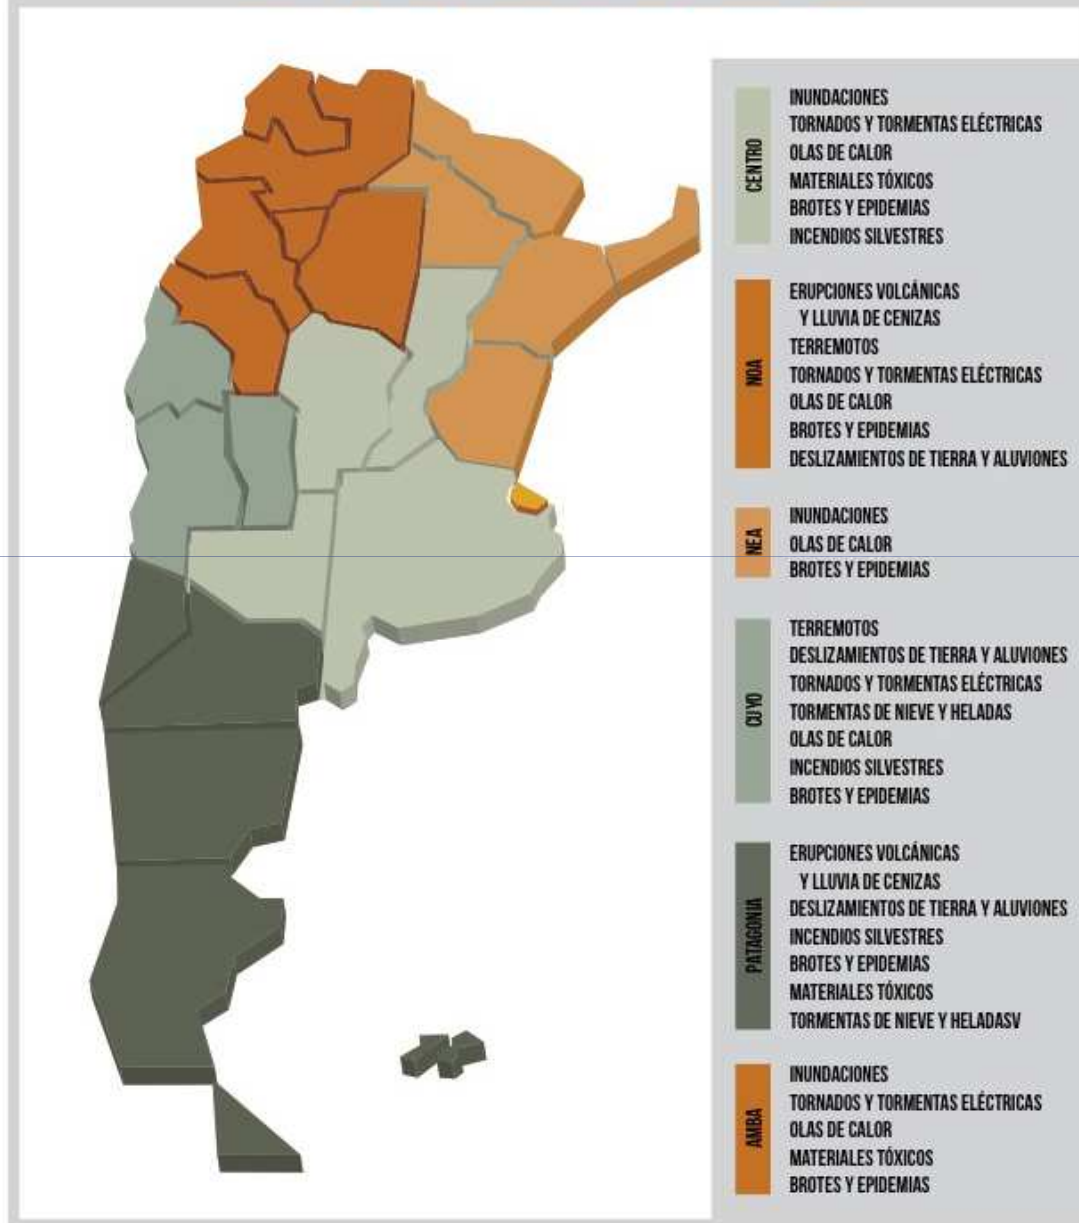 CENTRO
INUNDACIONES
TORNADOS Y TORMENTAS ELÉCTRICAS
OLAS DE CALOR
MATERIALES TÓXICOS
BROTES Y EPIDEMIAS
INCENDIOS SILVESTRES
NOA
ERUPCIONES VOLCÁNICAS
Y LLUVIA DE CENIZAS
TERREMOTOS
TORNADOS Y TORMENTAS ELÉCTRICAS
OLAS DE CALOR
BROTES Y EPIDEMIAS
DESLIZAMIENTOS DE TIERRA Y ALUVIONES
NEA
INUNDACIONES
OLAS DE CALOR
BROTES Y EPIDEMIAS
CUYO
TERREMOTOS
DESLIZAMIENTOS DE TIERRA Y ALUVIONES
TORNADOS Y TORMENTAS ELÉCTRICAS
TORMENTAS DE NIEVE Y HELADAS
OLAS DE CALOR
INCENDIOS SILVESTRES
BROTES Y EPIDEMIAS
PATAGONIA
ERUPCIONES VOLCÁNICAS
Y LLUVIA DE CENIZAS
DESLIZAMIENTOS DE TIERRA Y ALUVIONES
INCENDIOS SILVESTRES
BROTES Y EPIDEMIAS
MATERIALES TÓXICOS
TORMENTAS DE NIEVE Y HELADASV
AMBA
INUNDACIONES
TORNADOS Y TORMENTAS ELÉCTRICAS
OLAS DE CALOR
MATERIALES TÓXICOS
BROTES Y EPIDEMIAS